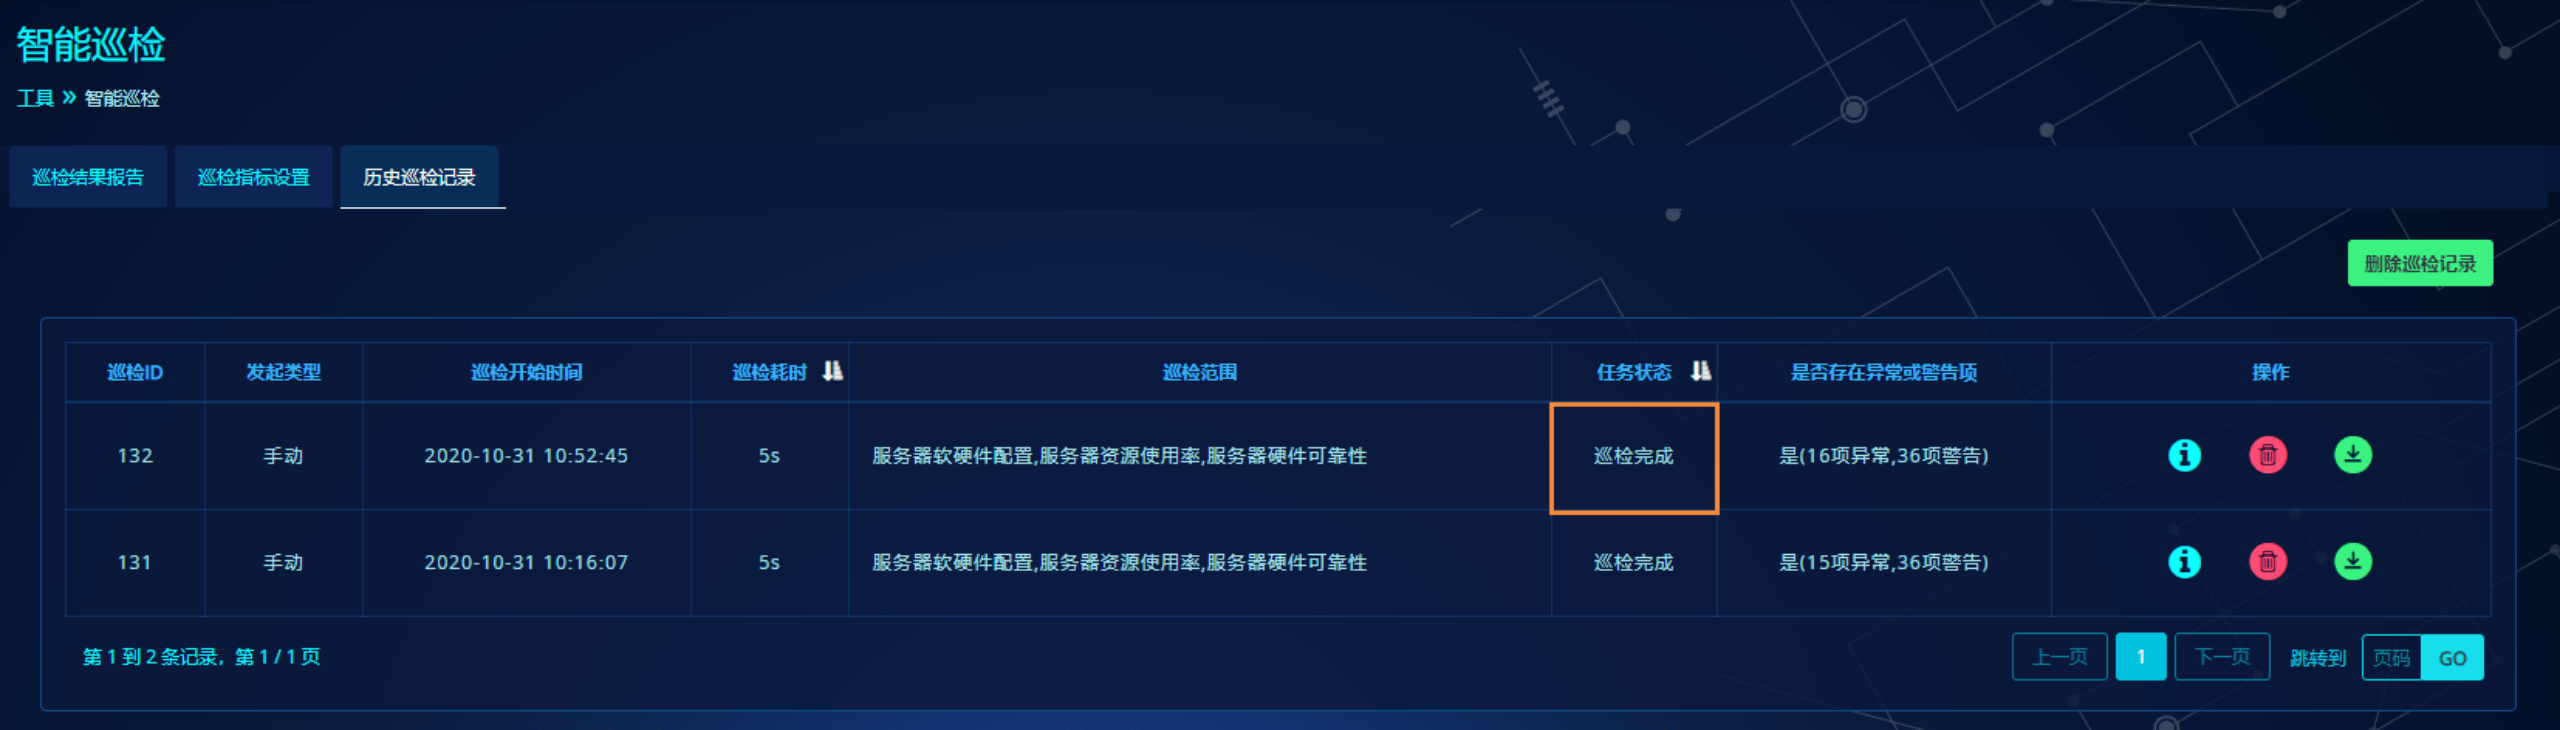 智能巡检
工具 » 智能巡检
巡检结果报告 巡检指标设置 历史巡检记录
删除巡检记录
巡检ID 发起类型 巡检开始时间 巡检耗时 巡检范围 任务状态 是否存在异常或警告项 操作
132 手动 2020-10-31 10:52:45 5s 服务器软硬件配置,服务器资源使用率,服务器硬件可靠性 巡检完成 是(16项异常,36项警告)
131 手动 2020-10-31 10:16:07 5s 服务器软硬件配置,服务器资源使用率,服务器硬件可靠性 巡检完成 是(15项异常,36项警告)
第 1 到 2 条记录, 第 1 / 1 页 上一页 1 下一页 跳转到 页码 GO